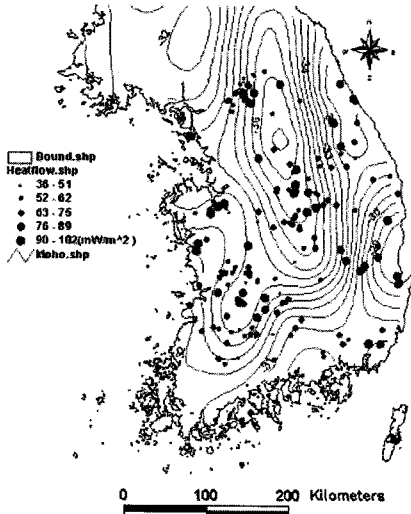 Bound.shp
Heatflow.shp
36 - 51
52 - 62
63 - 75
76 - 89
90 - 102(mW/m^2)
Moho.shp
0 100 200 Kilometers